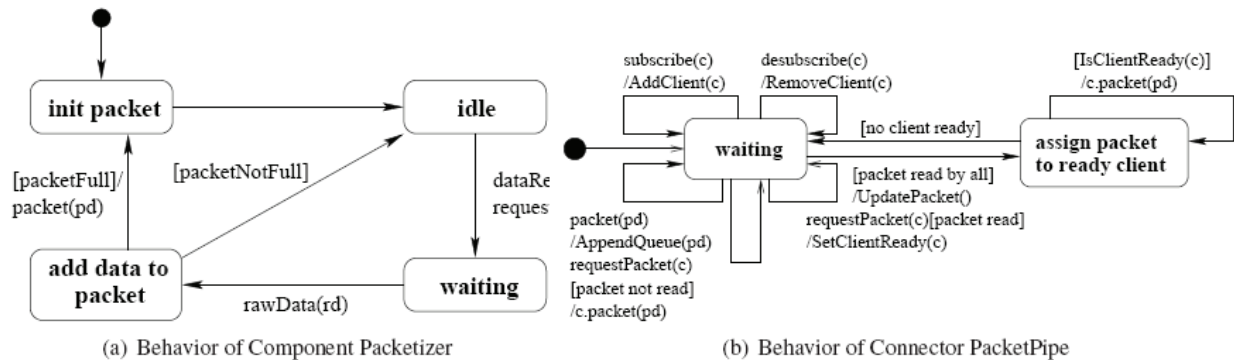 init packet
idle
[packetFull]/
packet(pd)
[packetNotFull]
dataRe
reques
add data to
packet
waiting
rawData(rd)
(a) Behavior of Component Packetizer
subscribe(c)
/AddClient(c)
desubscribe(c)
/RemoveClient(c)
[IsClientReady(c)]
/c.packet(pd)
waiting
[no client ready]
assign packet
to ready client
[packet read by all]
/UpdatePacket()
packet(pd)
/AppendQueue(pd)
requestPacket(c)
[packet not read]
/c.packet(pd)
requestPacket(c)[packet read]
/SetClientReady(c)
(b) Behavior of Connector PacketPipe